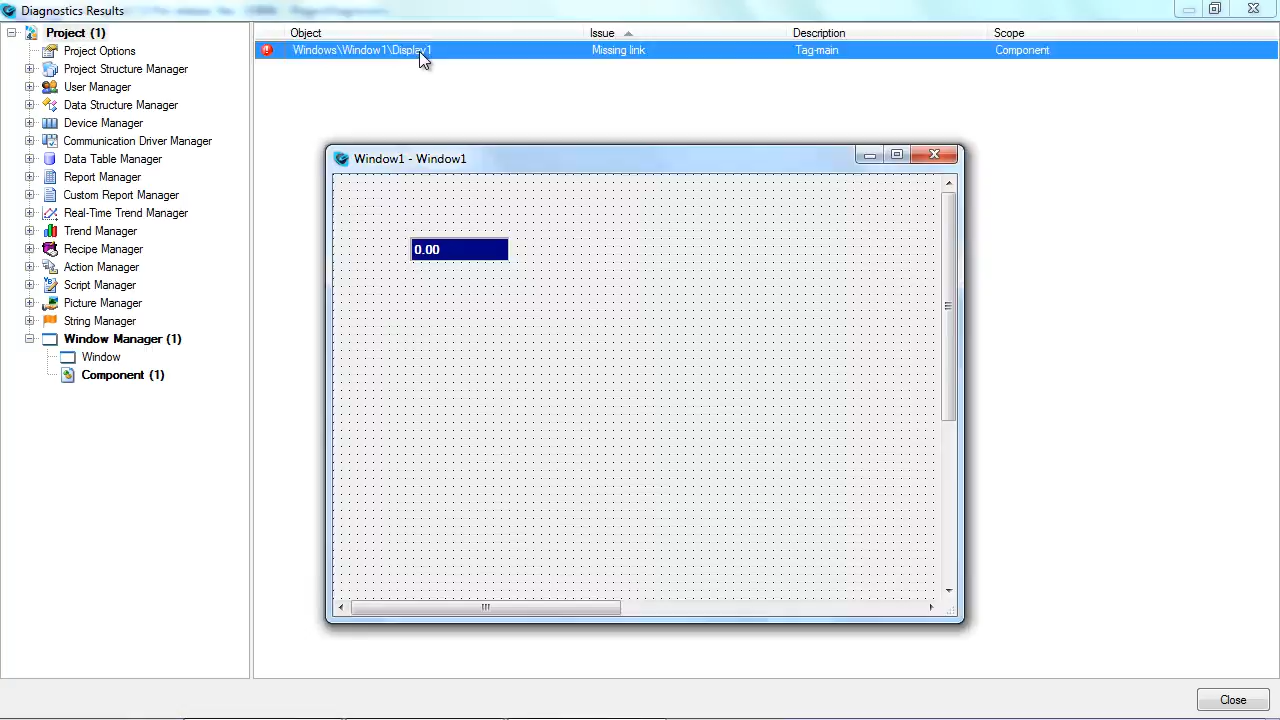 Diagnostics Results
Project (1)
Project Options
Project Structure Manager
User Manager
Data Structure Manager
Device Manager
Communication Driver Manager
Data Table Manager
Report Manager
Custom Report Manager
Real-Time Trend Manager
Trend Manager
Recipe Manager
Action Manager
Script Manager
Picture Manager
String Manager
Window Manager (1)
Window
Component (1)
Object Issue Description Scope
Windows\Window1\Display1 Missing link Tag-main Component
Window1 - Window1
0.00
Close